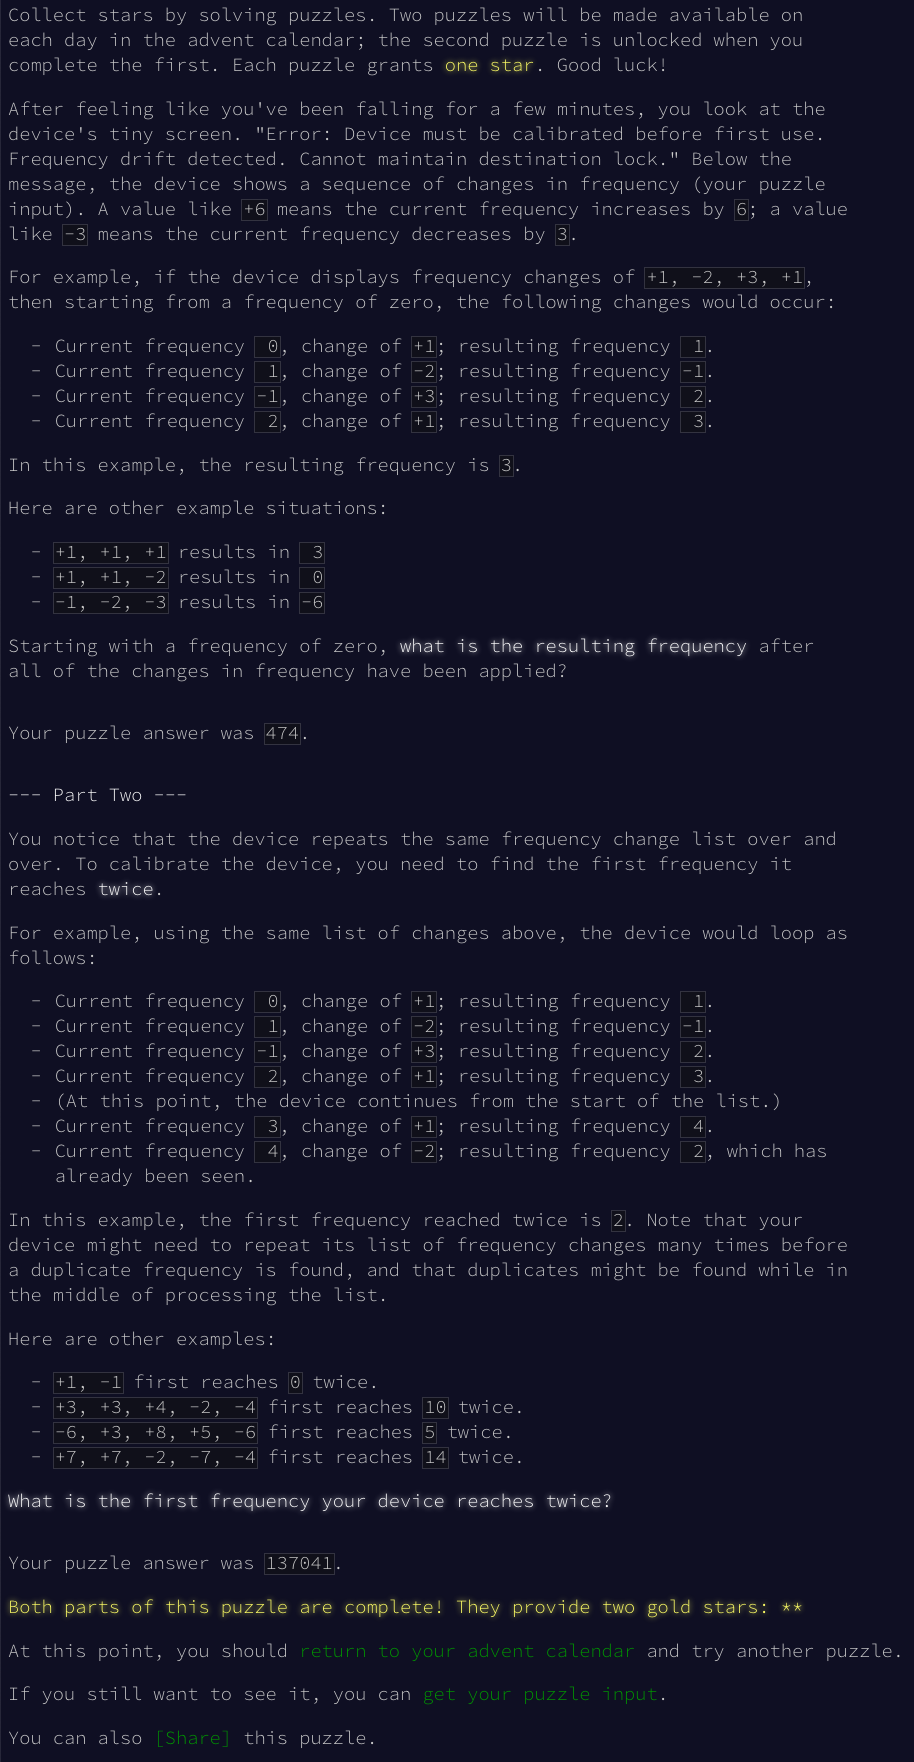 Collect stars by solving puzzles. Two puzzles will be made available on
each day in the advent calendar; the second puzzle is unlocked when you
complete the first. Each puzzle grants one star. Good luck!
After feeling like you've been falling for a few minutes, you look at the
device's tiny screen. "Error: Device must be calibrated before first use.
Frequency drift detected. Cannot maintain destination lock." Below the
message, the device shows a sequence of changes in frequency (your puzzle
input). A value like +6 means the current frequency increases by 6; a value
like -3 means the current frequency decreases by 3.
For example, if the device displays frequency changes of +1, -2, +3, +1,
then starting from a frequency of zero, the following changes would occur:
- Current frequency  0, change of +1; resulting frequency  1.
- Current frequency  1, change of -2; resulting frequency -1.
- Current frequency -1, change of +3; resulting frequency  2.
- Current frequency  2, change of +1; resulting frequency  3.
In this example, the resulting frequency is 3.
Here are other example situations:
- +1, +1, +1 results in  3
- +1, +1, -2 results in  0
- -1, -2, -3 results in -6
Starting with a frequency of zero, what is the resulting frequency after
all of the changes in frequency have been applied?
Your puzzle answer was 474.
--- Part Two ---
You notice that the device repeats the same frequency change list over and
over. To calibrate the device, you need to find the first frequency it
reaches twice.
For example, using the same list of changes above, the device would loop as
follows:
- Current frequency  0, change of +1; resulting frequency  1.
- Current frequency  1, change of -2; resulting frequency -1.
- Current frequency -1, change of +3; resulting frequency  2.
- Current frequency  2, change of +1; resulting frequency  3.
- (At this point, the device continues from the start of the list.)
- Current frequency  3, change of +1; resulting frequency  4.
- Current frequency  4, change of -2; resulting frequency  2, which has
already been seen.
In this example, the first frequency reached twice is 2. Note that your
device might need to repeat its list of frequency changes many times before
a duplicate frequency is found, and that duplicates might be found while in
the middle of processing the list.
Here are other examples:
- +1, -1 first reaches 0 twice.
- +3, +3, +4, -2, -4 first reaches 10 twice.
- -6, +3, +8, +5, -6 first reaches 5 twice.
- +7, +7, -2, -7, -4 first reaches 14 twice.
What is the first frequency your device reaches twice?
Your puzzle answer was 137041.
Both parts of this puzzle are complete! They provide two gold stars: **
At this point, you should return to your advent calendar and try another puzzle.
If you still want to see it, you can get your puzzle input.
You can also [Share] this puzzle.